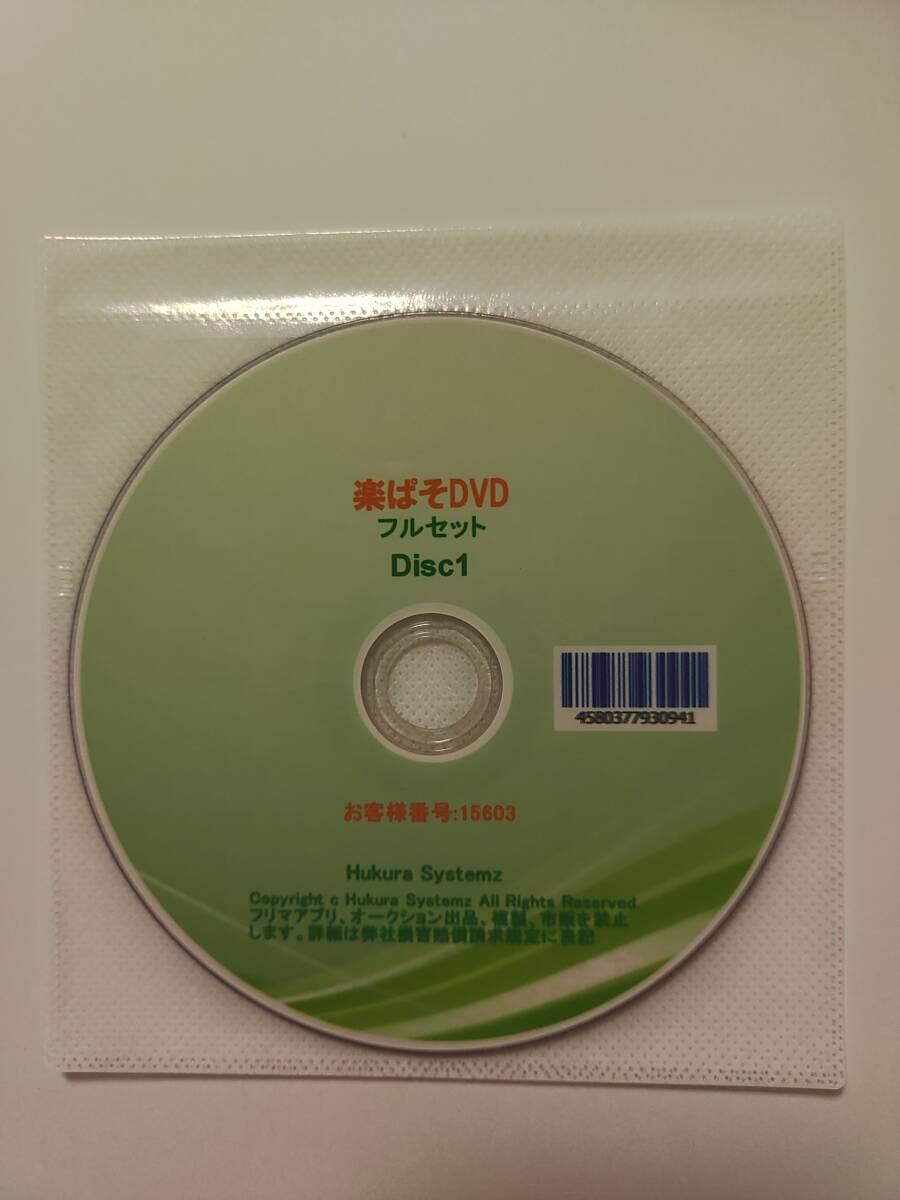 楽ぱそDVD
フルセット
Disc1
4580377930941
お客様番号:15603
Hukura Systemz
Copyright c Hukura Systemz All Rights Reserved.
フリマアプリ、オークション出品、複製、市販を禁止
します。詳細は弊社損害賠償請求規定に表記